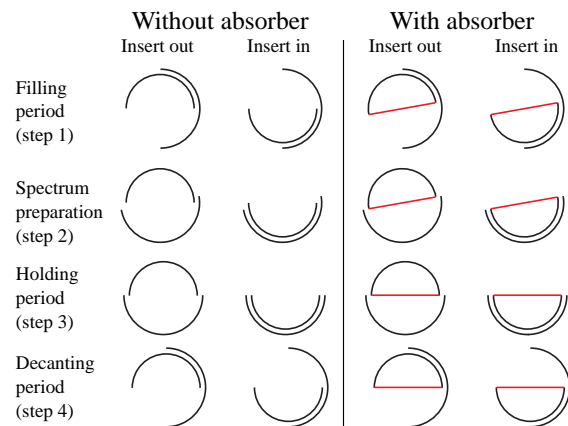 Without absorber With absorber
Insert out Insert in Insert out Insert in
Filling
period
(step 1)
Spectrum
preparation
(step 2)
Holding
period
(step 3)
Decanting
period
(step 4)